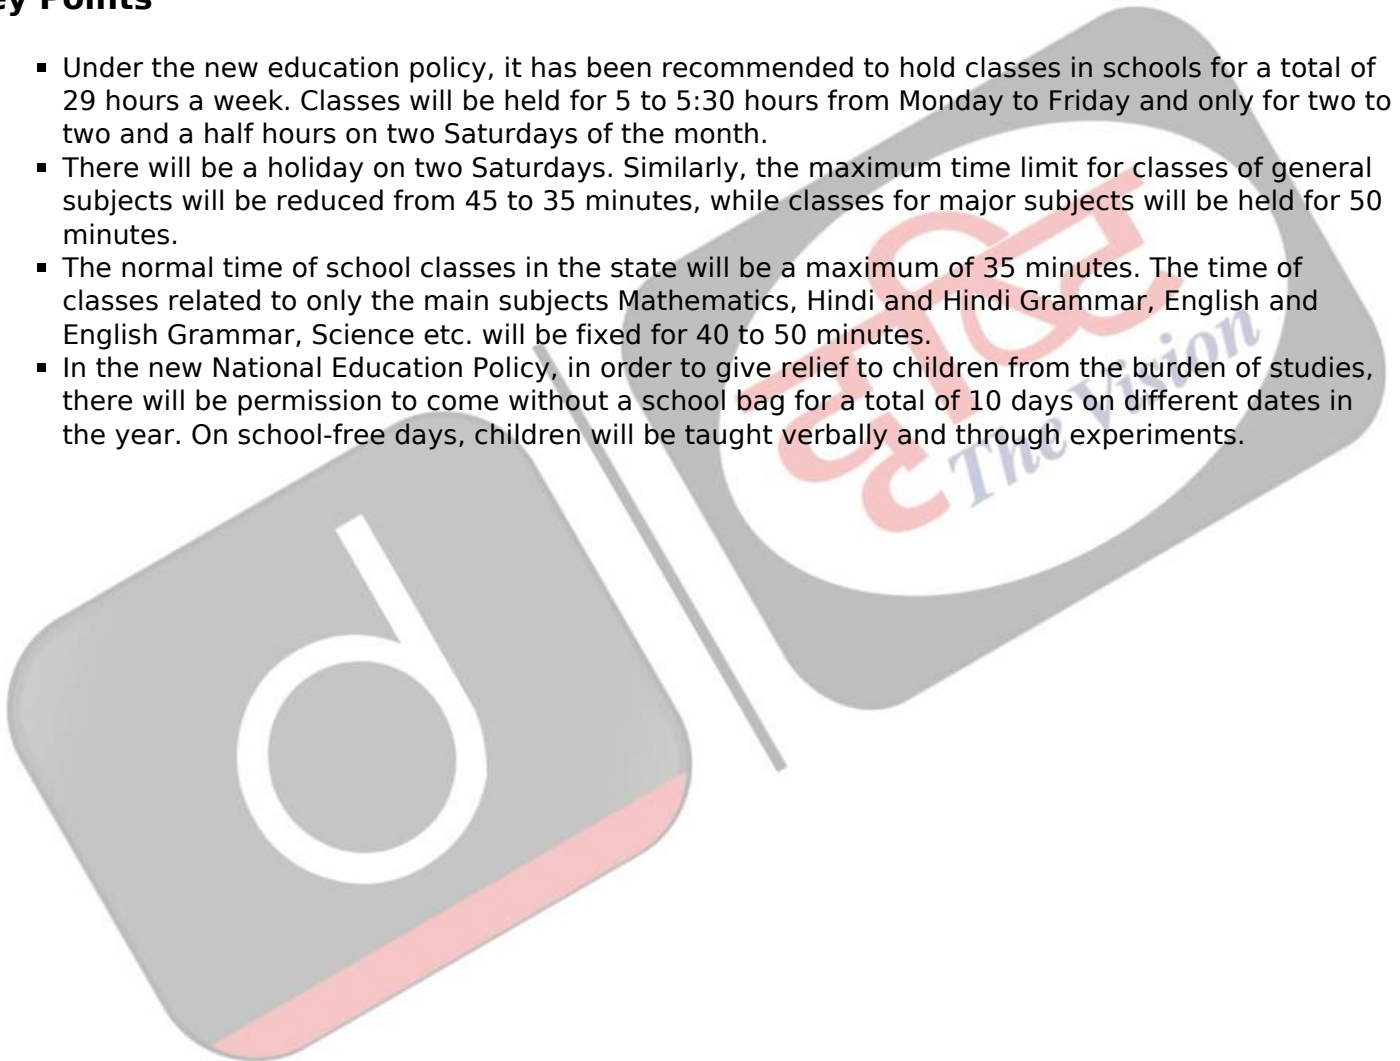 ey Points
▪ Under the new education policy, it has been recommended to hold classes in schools for a total of
29 hours a week. Classes will be held for 5 to 5:30 hours from Monday to Friday and only for two to
two and a half hours on two Saturdays of the month.
▪ There will be a holiday on two Saturdays. Similarly, the maximum time limit for classes of general
subjects will be reduced from 45 to 35 minutes, while classes for major subjects will be held for 50
minutes.
▪ The normal time of school classes in the state will be a maximum of 35 minutes. The time of
classes related to only the main subjects Mathematics, Hindi and Hindi Grammar, English and
English Grammar, Science etc. will be fixed for 40 to 50 minutes.
▪ In the new National Education Policy, in order to give relief to children from the burden of studies,
there will be permission to come without a school bag for a total of 10 days on different dates in
the year. On school-free days, children will be taught verbally and through experiments.
दृष्टि
The Vision
d